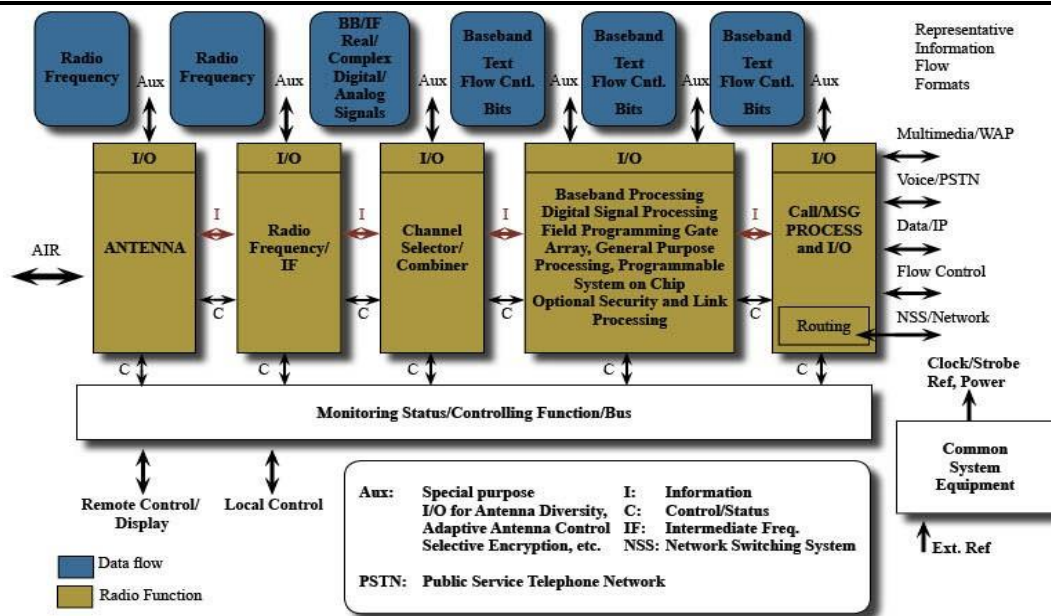 Radio
Frequency
Radio
Frequency
BB/IF
Real/
Complex
Digital/
Analog
Signals
Baseband
Text
Flow Cntl.
Bits
Baseband
Text
Flow Cntl.
Bits
Baseband
Text
Flow Cntl.
Bits
Representative
Information
Flow
Formats
Aux
Aux
Aux
Aux
Aux
Aux
I/O
I/O
I/O
I/O
I/O
ANTENNA
Radio
Frequency/
IF
Channel
Selector/
Combiner
Baseband Processing
Digital Signal Processing
Field Programming Gate
Array, General Purpose
Processing, Programmable
System on Chip
Optional Security and Link
Processing
Call/MSG
PROCESS
and I/O
Routing
AIR
I
I
I
I
C
C
C
C
Multimedia/WAP
Voice/PSTN
Data/IP
Flow Control
NSS/Network
C
C
C
C
C
Monitoring Status/Controlling Function/Bus
Clock/Strobe
Ref, Power
Common
System
Equipment
Ext. Ref
Remote Control/
Display
Local Control
Data flow
Radio Function
Aux: Special purpose I: Information
I/O for Antenna Diversity, C: Control/Status
Adaptive Antenna Control IF: Intermediate Freq.
Selective Encryption, etc. NSS: Network Switching System
PSTN: Public Service Telephone Network